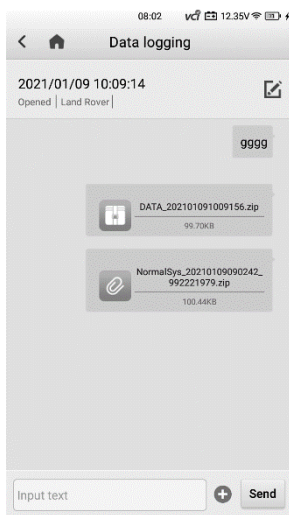 08:02 vcī 12.35V
Data logging
2021/01/09 10:09:14
Opened | Land Rover |
gggg
DATA_202101091009156.zip
99.70KB
NormalSys_20210109090242_
992221979.zip
100.44KB
Input text
Send